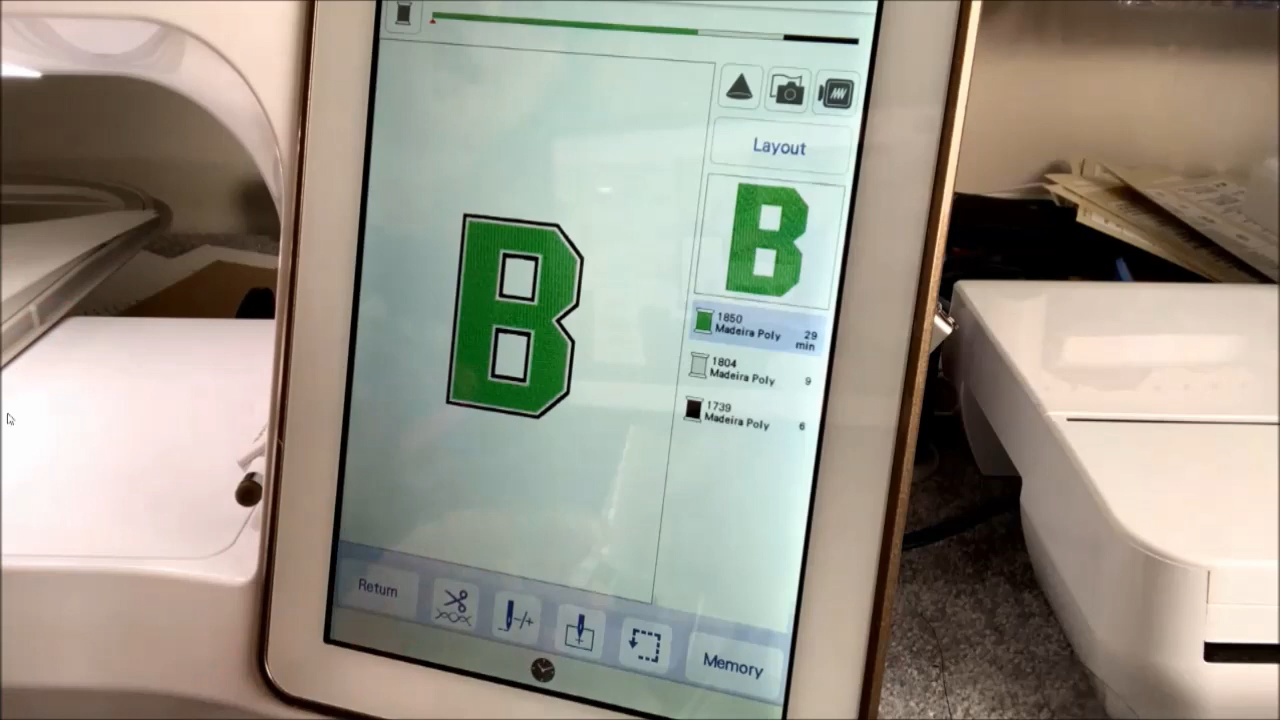 Layout
B
B
1850
Madeira Poly 29 min
1804
Madeira Poly 9
1739
Madeira Poly 6
Return
-/+
Memory